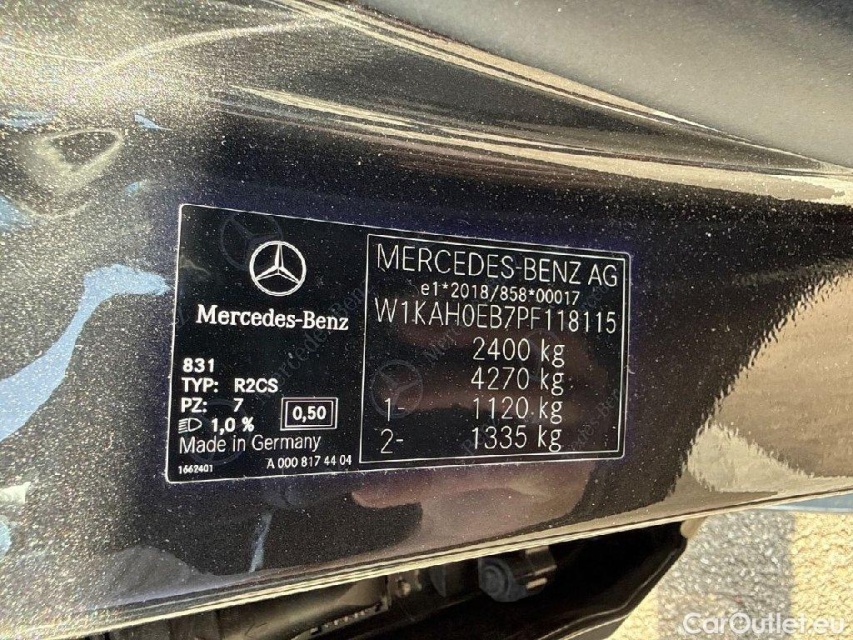 Mercedes-Benz
831
TYP: R2CS
PZ: 7
1,0 %
0,50
Made in Germany
1662401 A 000 817 44 04
MERCEDES-BENZ AG
e1*2018/858*00017
W1KAH0EB7PF118115
2400 kg
4270 kg
1- 1120 kg
2- 1335 kg
CarOutlet.eu